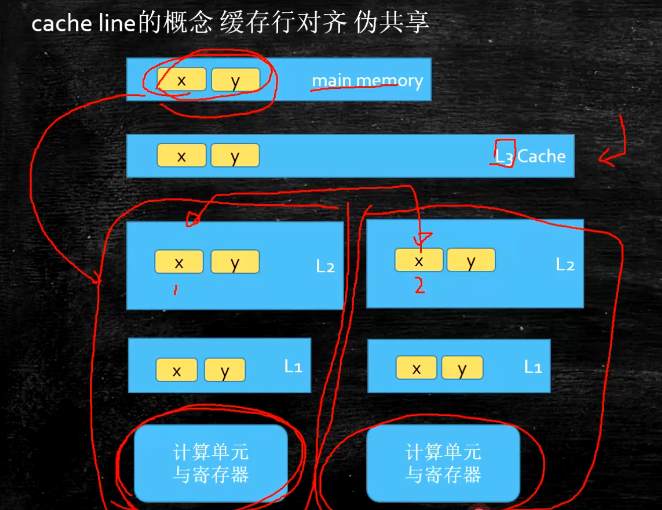 cache line的概念 缓存行对齐 伪共享
x y main memory
x y L3 Cache
x y L2 x y L2
1 2
x y L1 x y L1
计算单元 计算单元
与寄存器 与寄存器